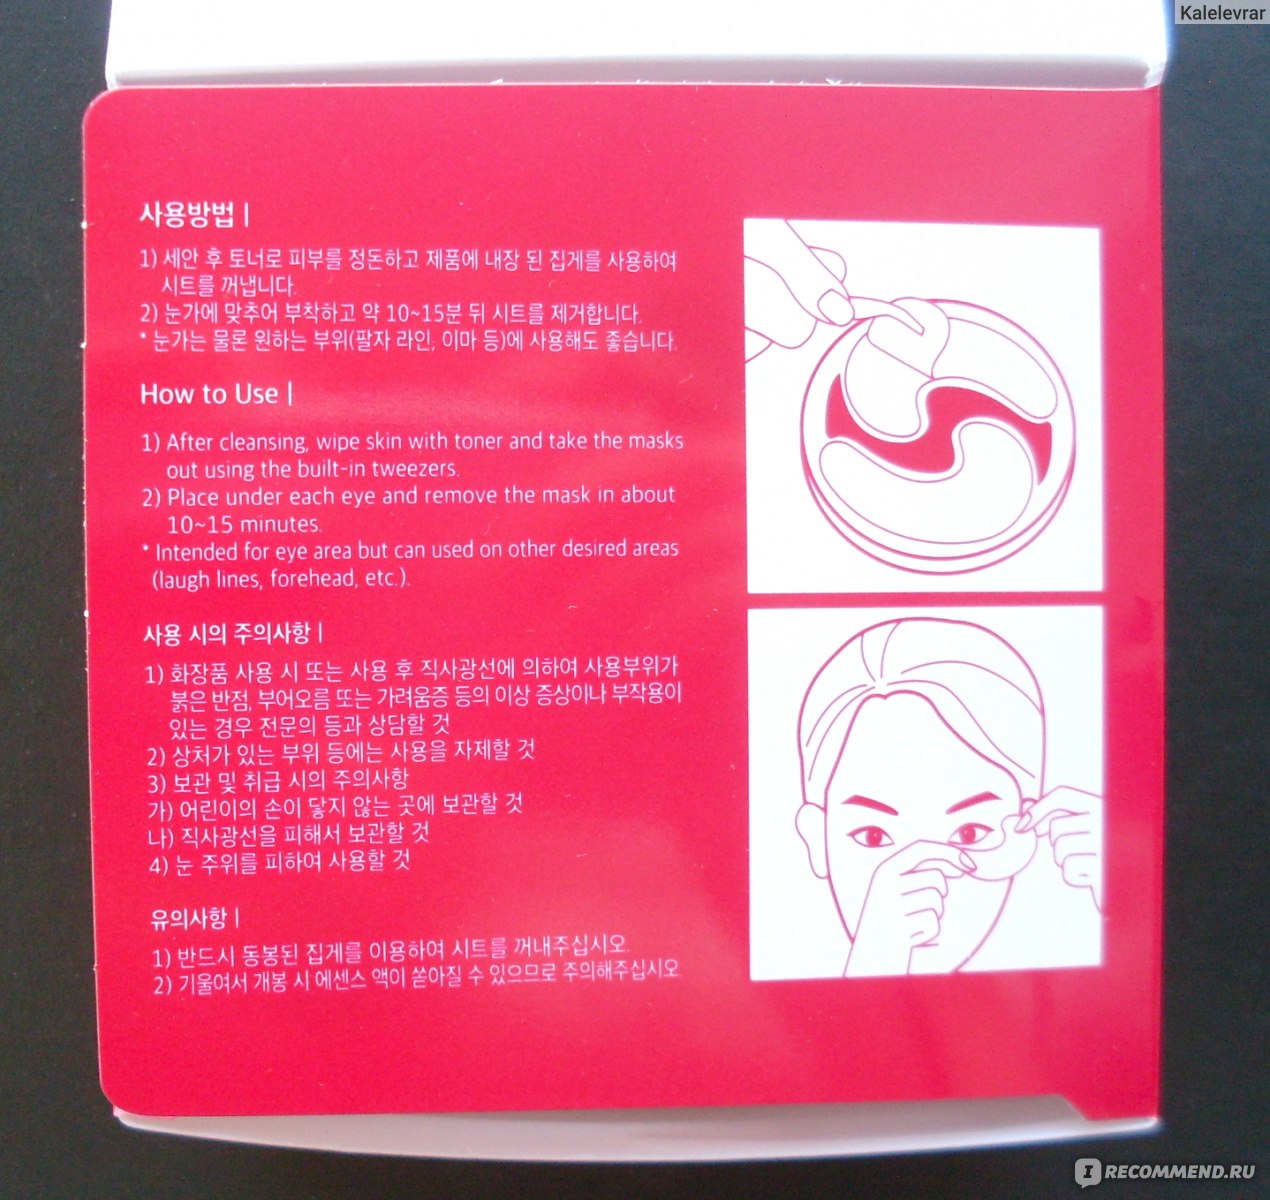 Kalelevrar
사용방법 |
1) 세안 후 토너로 피부를 정돈하고 제품에 내장 된 집게를 사용하여
시트를 꺼냅니다.
2) 눈가에 맞추어 부착하고 약 10~15분 뒤 시트를 제거합니다.
* 눈가는 물론 원하는 부위(팔자 라인, 이마 등)에 사용해도 좋습니다.
How to Use |
1) After cleansing, wipe skin with toner and take the masks
out using the built-in tweezers.
2) Place under each eye and remove the mask in about
10~15 minutes.
* Intended for eye area but can used on other desired areas
(laugh lines, forehead, etc.).
사용 시의 주의사항 |
1) 화장품 사용 시 또는 사용 후 직사광선에 의하여 사용부위가
붉은 반점, 부어오름 또는 가려움증 등의 이상 증상이나 부작용이
있는 경우 전문의 등과 상담할 것
2) 상처가 있는 부위 등에는 사용을 자제할 것
3) 보관 및 취급 시의 주의사항
가) 어린이의 손이 닿지 않는 곳에 보관할 것
나) 직사광선을 피해서 보관할 것
4) 눈 주위를 피하여 사용할 것
유의사항 |
1) 반드시 동봉된 집게를 이용하여 시트를 꺼내주십시오.
2) 기울여서 개봉 시 에센스 액이 쏟아질 수 있으므로 주의해주십시오
IRECOMMEND.RU